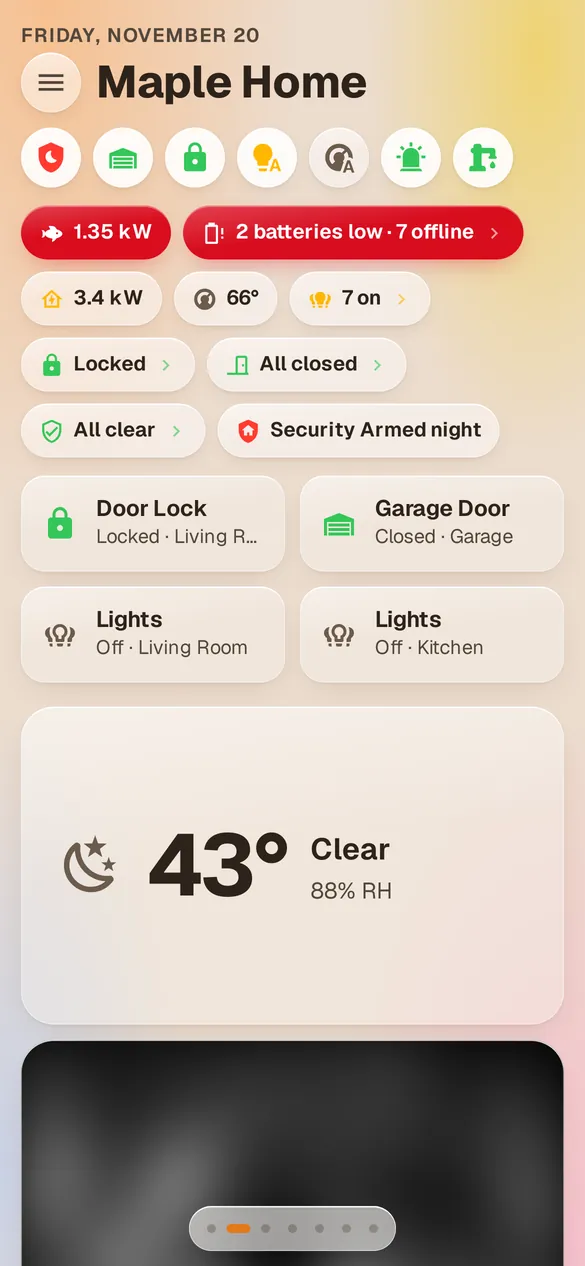 FRIDAY, NOVEMBER 20
Maple Home
A
A
1.35 kW
2 batteries low · 7 offline
3.4 kW
66°
7 on
Locked
All closed
All clear
Security Armed night
Door Lock
Locked · Living R...
Garage Door
Closed · Garage
Lights
Off · Living Room
Lights
Off · Kitchen
43°
Clear
88% RH